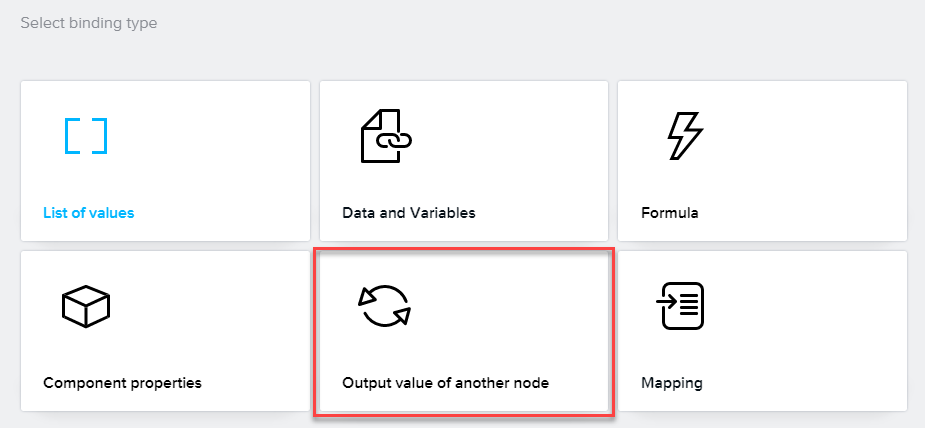 Select binding type
List of values
Data and Variables
Formula
Component properties
Output value of another node
Mapping